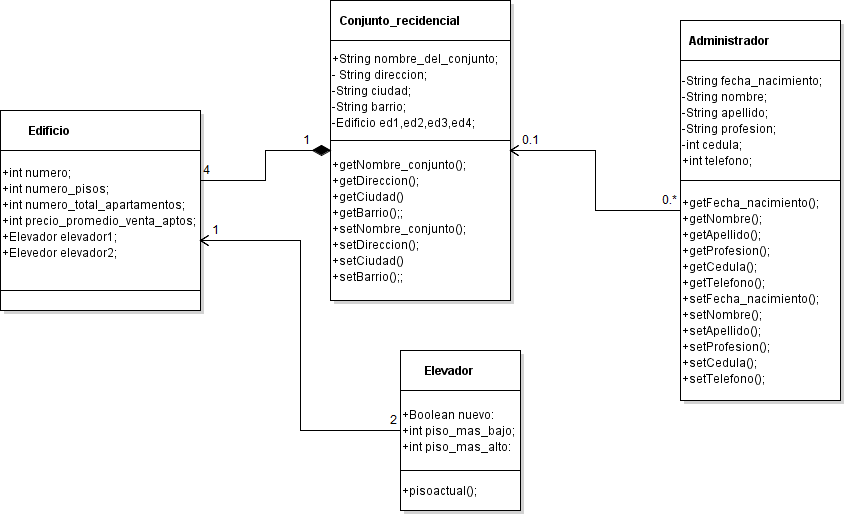 Conjunto_recidencial
+String nombre_del_conjunto;
- String direccion;
-String ciudad;
-String barrio;
-Edificio ed1,ed2,ed3,ed4;
+getNombre_conjunto();
+getDireccion();
+getCiudad()
+getBarrio();;
+setNombre_conjunto();
+setDireccion();
+setCiudad()
+setBarrio();;
Administrador
-String fecha_nacimiento;
-String nombre;
-String apellido;
-String profesion;
-int cedula;
+int telefono;
+getFecha_nacimiento();
+getNombre();
+getApellido();
+getProfesion();
+getCedula();
+getTelefono();
+setFecha_nacimiento();
+setNombre();
+setApellido();
+setProfesion();
+setCedula();
+setTelefono();
Edificio
+int numero;
+int numero_pisos;
+int numero_total_apartamentos;
+int precio_promedio_venta_aptos;
+Elevador elevador1;
+Elevedor elevador2;
1
4
0.1
0.*
1
2
Elevador
+Boolean nuevo:
+int piso_mas_bajo;
+int piso_mas_alto:
+pisoactual();